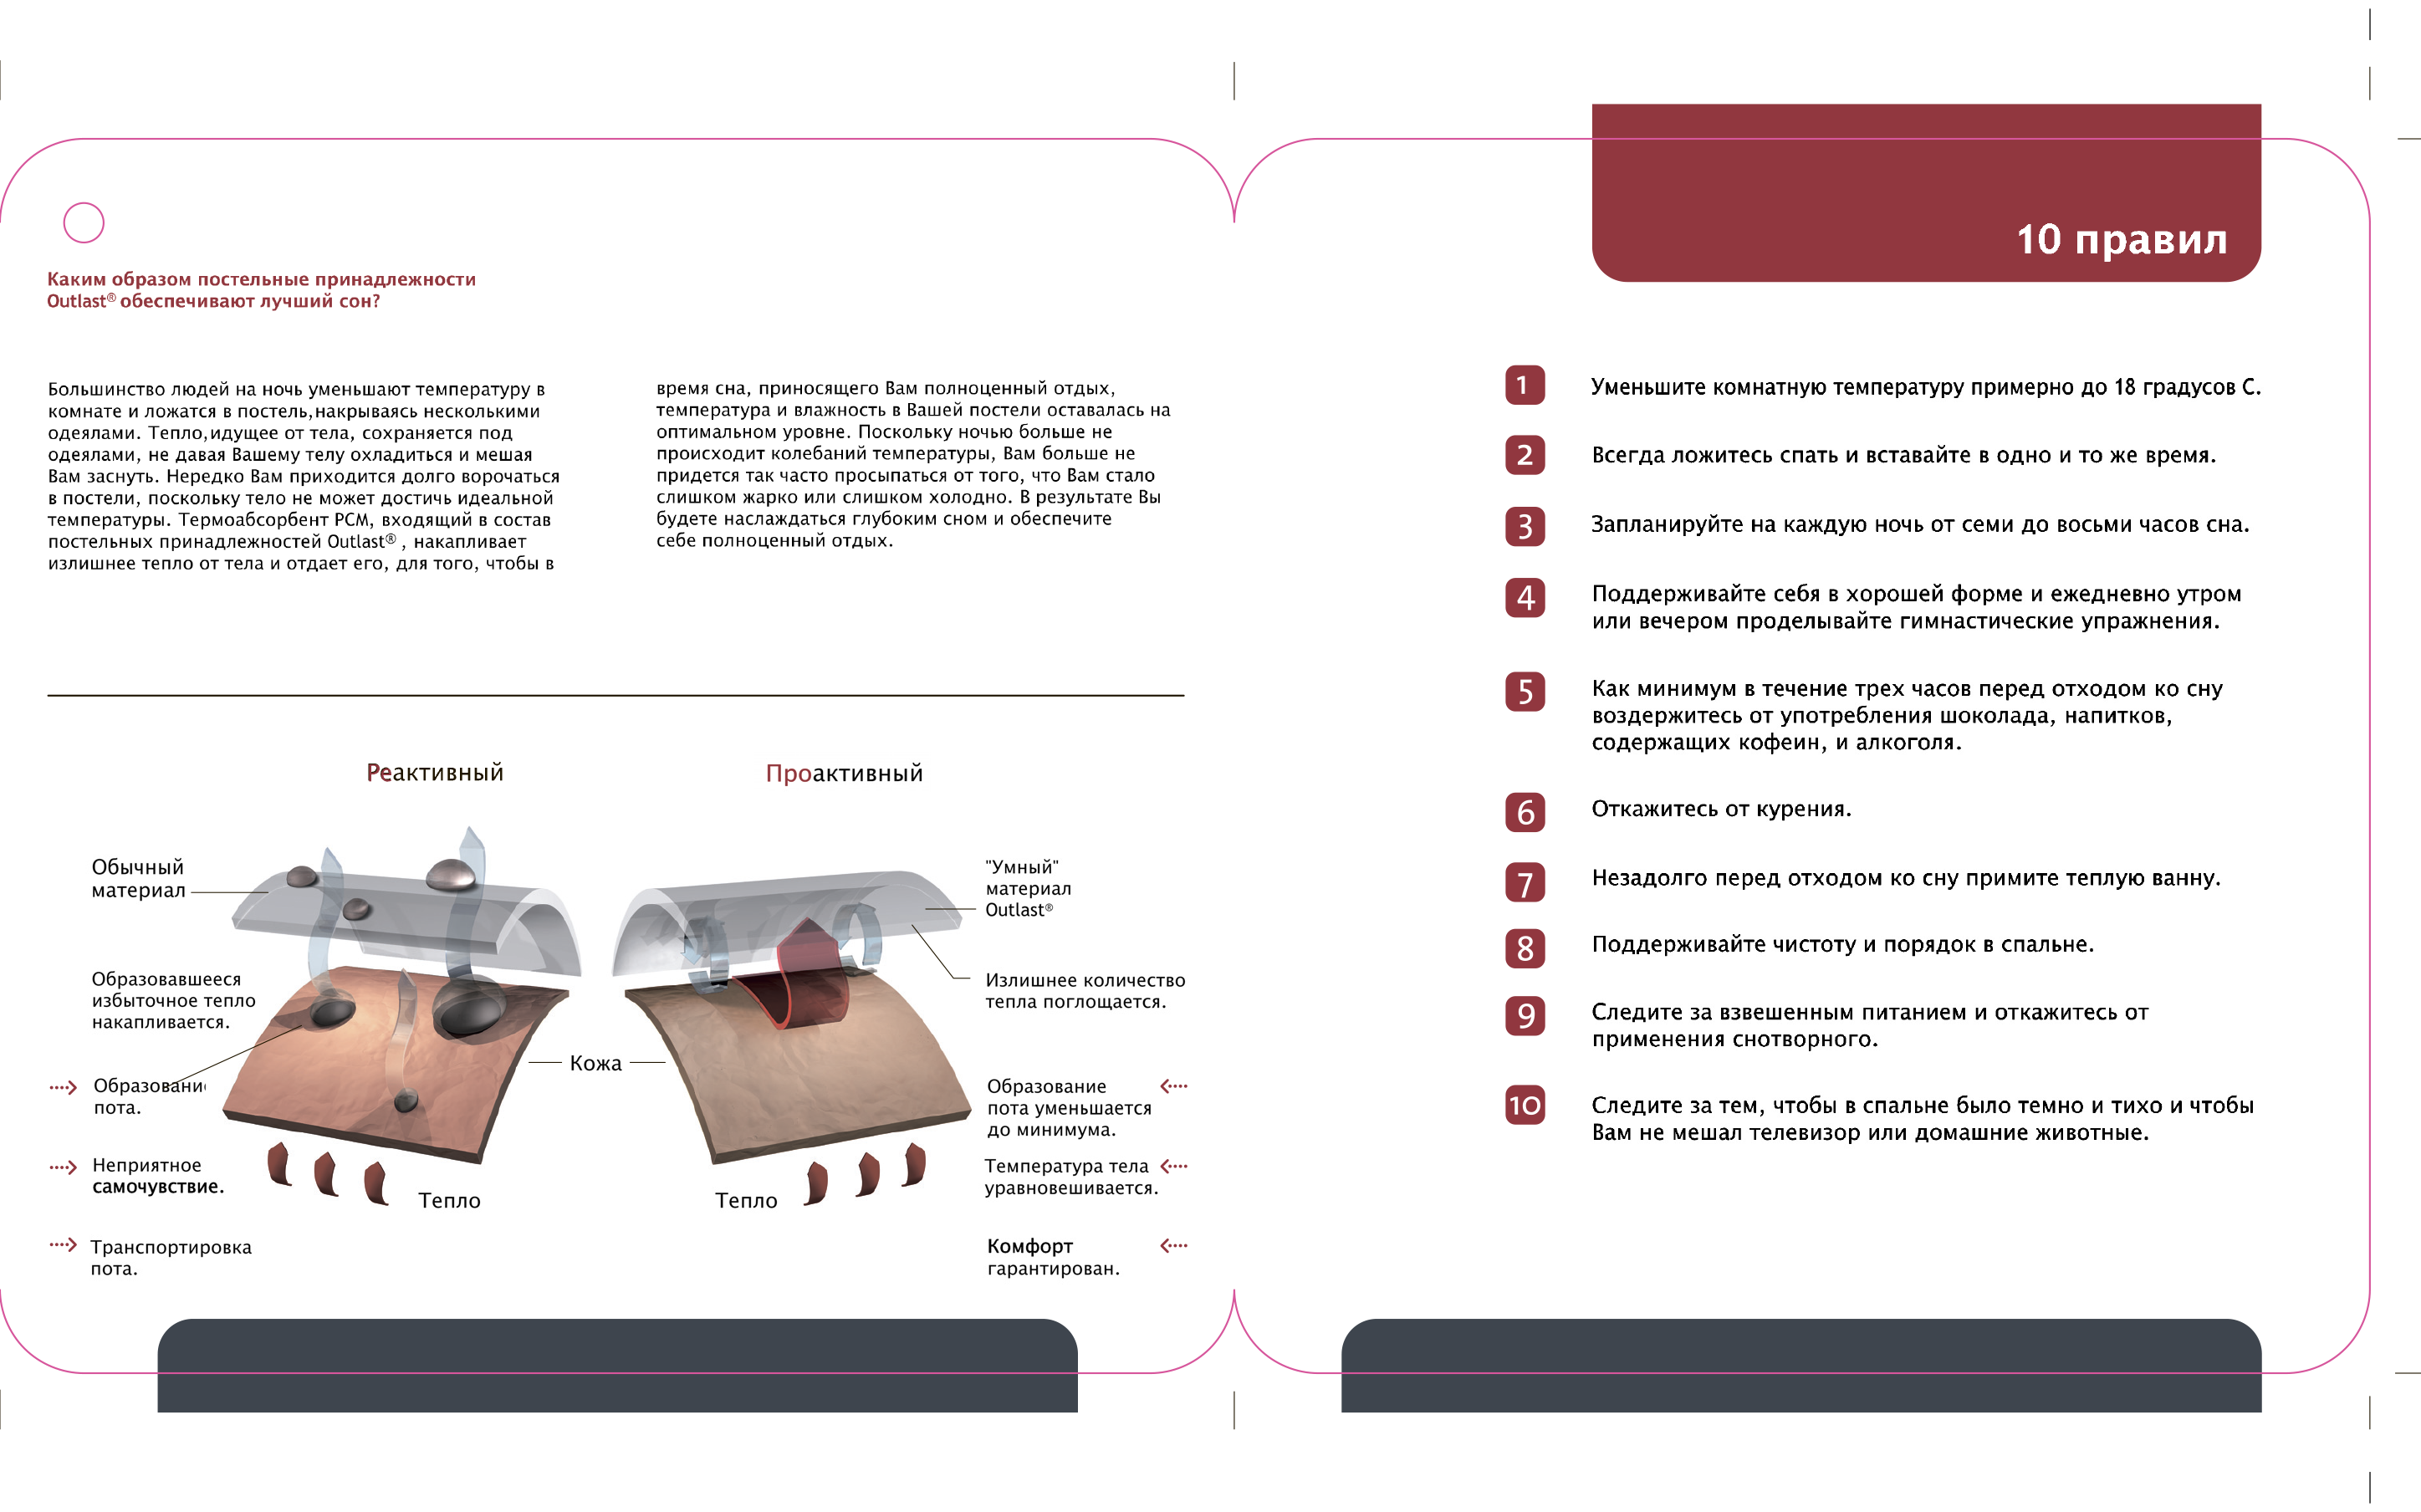 Каким образом постельные принадлежности
Outlast® обеспечивают лучший сон?
Большинство людей на ночь уменьшают температуру в
комнате и ложатся в постель,накрываясь несколькими
одеялами. Тепло,идущее от тела, сохраняется под
одеялами, не давая Вашему телу охладиться и мешая
Вам заснуть. Нередко Вам приходится долго ворочаться
в постели, поскольку тело не может достичь идеальной
температуры. Термоабсорбент PCM, входящий в состав
постельных принадлежностей Outlast® , накапливает
излишнее тепло от тела и отдает его, для того, чтобы в
время сна, приносящего Вам полноценный отдых,
температура и влажность в Вашей постели оставалась на
оптимальном уровне. Поскольку ночью больше не
происходит колебаний температуры, Вам больше не
придется так часто просыпаться от того, что Вам стало
слишком жарко или слишком холодно. В результате Вы
будете наслаждаться глубоким сном и обеспечите
себе полноценный отдых.
Реактивный
Обычный
материал
Образовавшееся
избыточное тепло
накапливается.
Образовани
пота.
Неприятное
самочувствие.
Транспортировка
пота.
Тепло
Кожа
Проактивный
"Умный"
материал
Outlast®
Излишнее количество
тепла поглощается.
Образование
пота уменьшается
до минимума.
Температура тела
уравновешивается.
Комфорт
гарантирован.
Тепло
10 правил
1 Уменьшите комнатную температуру примерно до 18 градусов С.
2 Всегда ложитесь спать и вставайте в одно и то же время.
3 Запланируйте на каждую ночь от семи до восьми часов сна.
4 Поддерживайте себя в хорошей форме и ежедневно утром
или вечером проделывайте гимнастические упражнения.
5 Как минимум в течение трех часов перед отходом ко сну
воздержитесь от употребления шоколада, напитков,
содержащих кофеин, и алкоголя.
6 Откажитесь от курения.
7 Незадолго перед отходом ко сну примите теплую ванну.
8 Поддерживайте чистоту и порядок в спальне.
9 Следите за взвешенным питанием и откажитесь от
применения снотворного.
10 Следите за тем, чтобы в спальне было темно и тихо и чтобы
Вам не мешал телевизор или домашние животные.